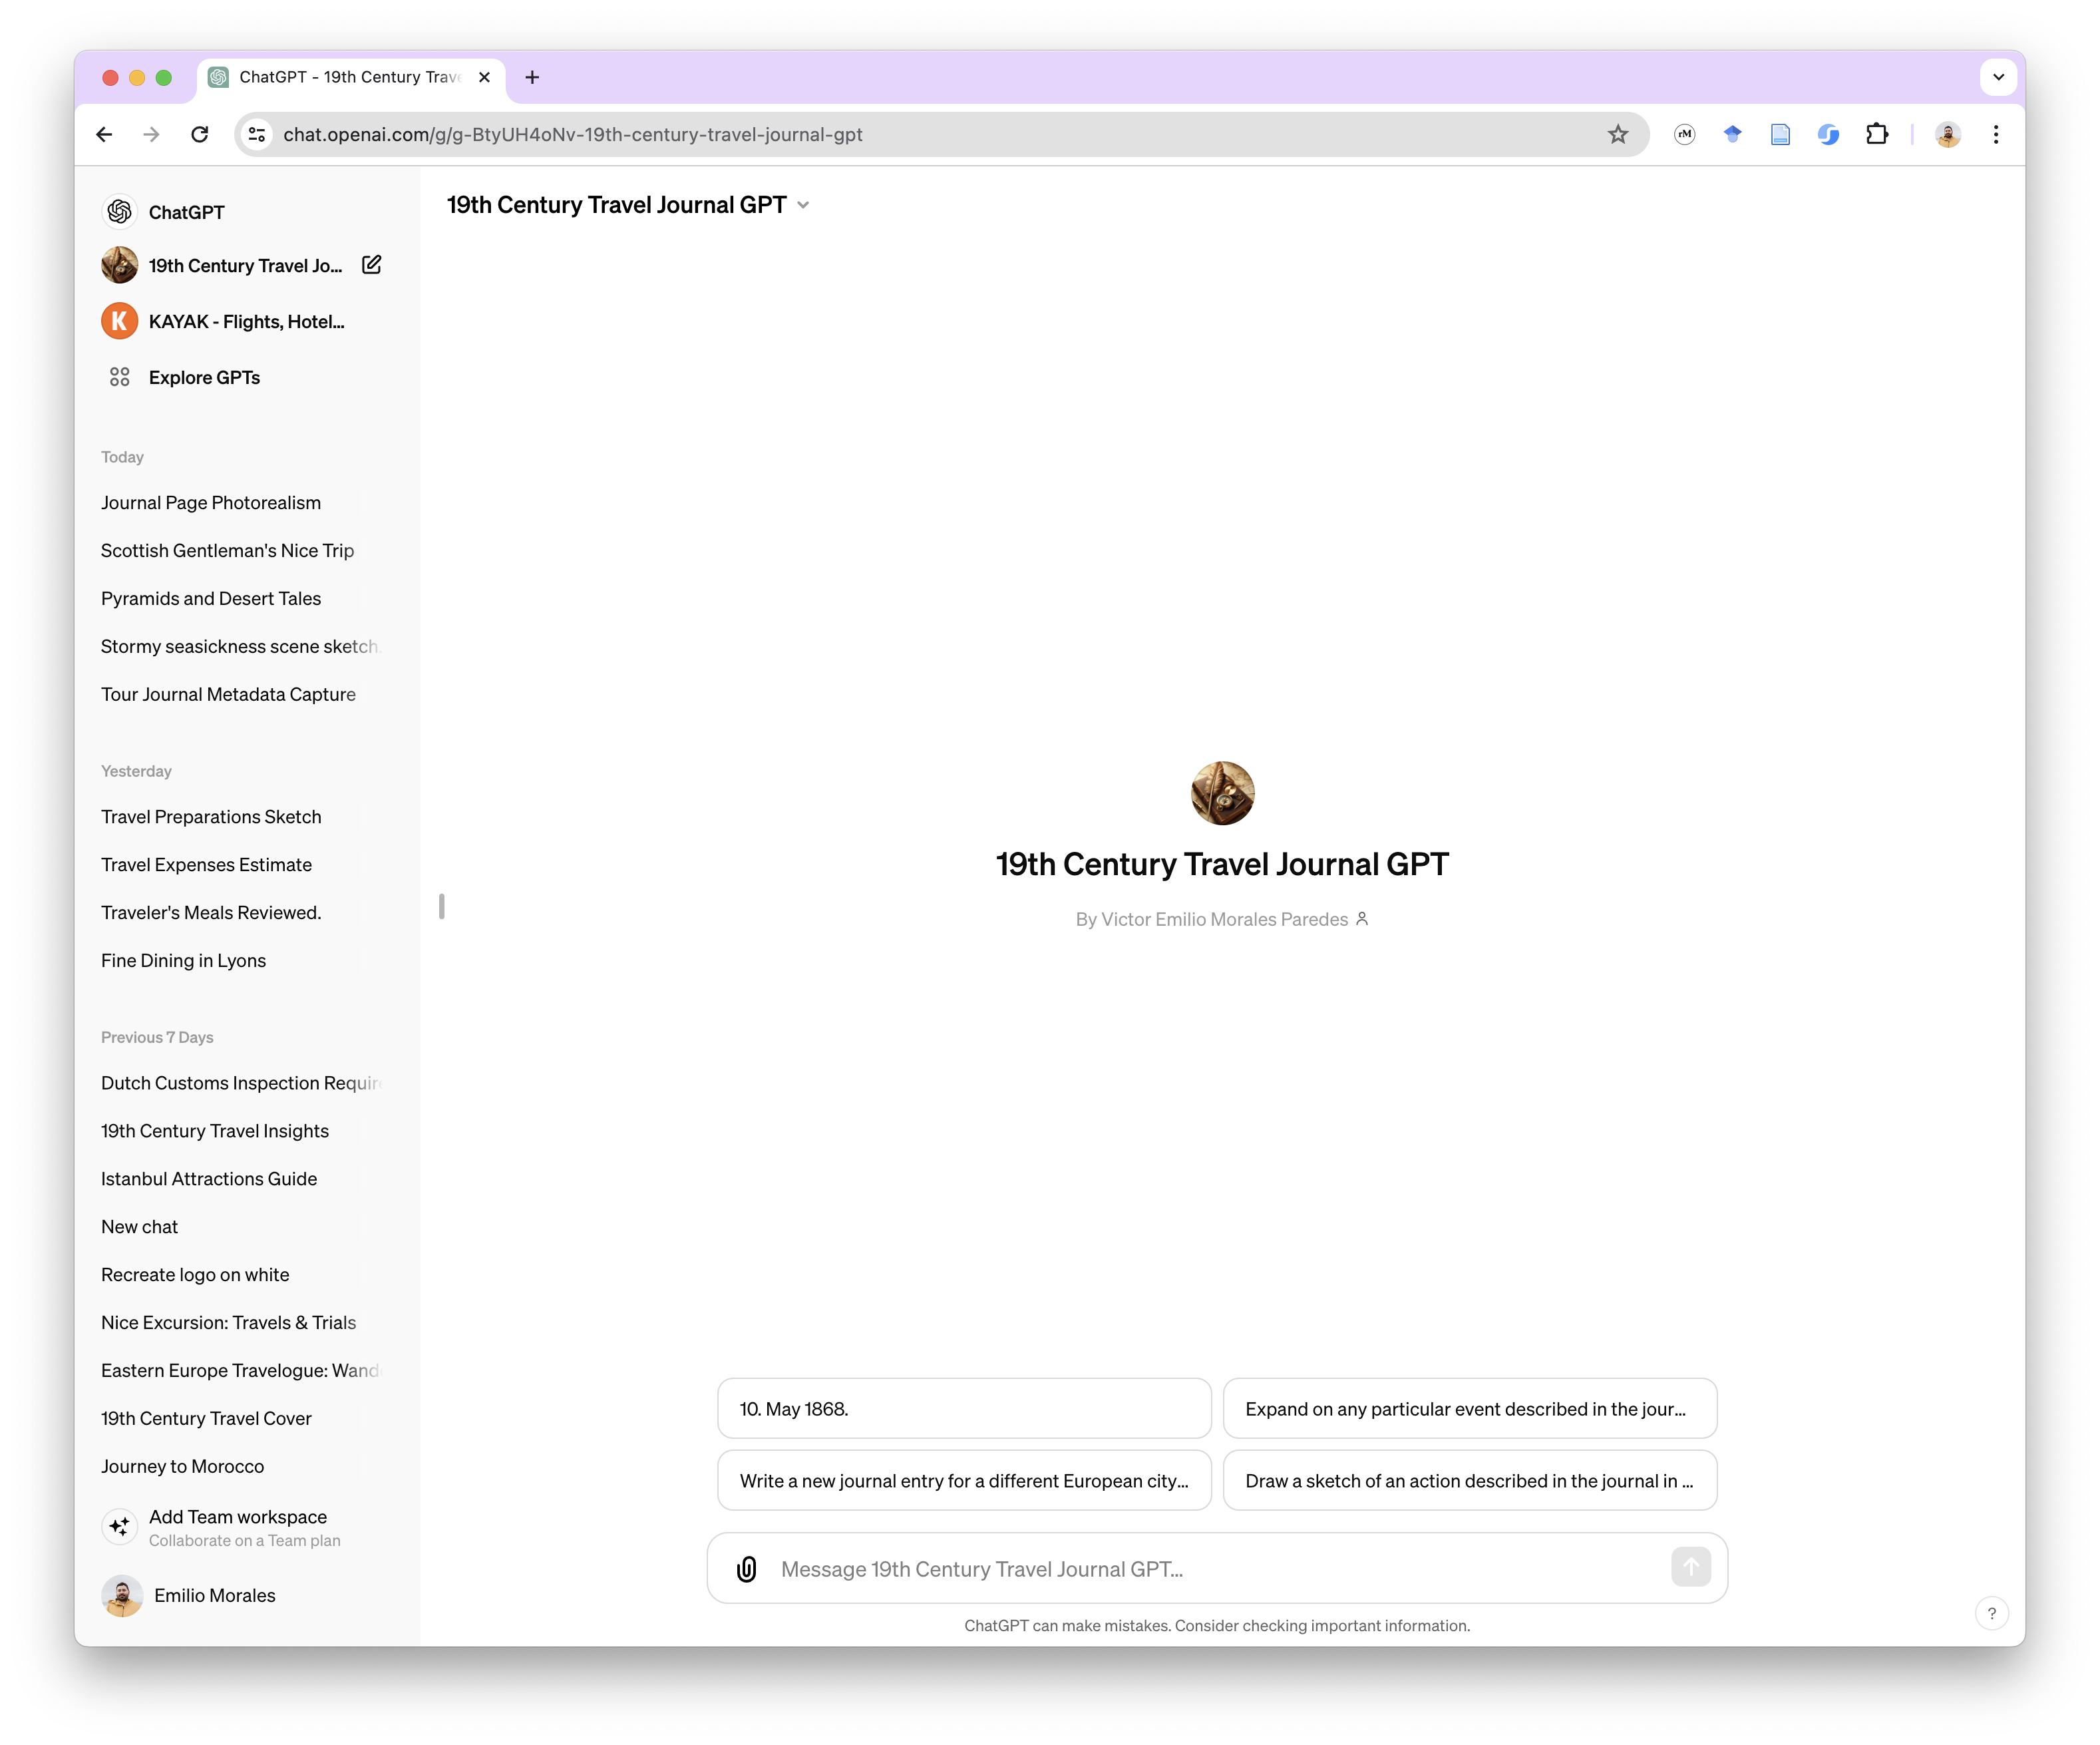 ChatGPT - 19th Century Trave
chat.openai.com/g/g-BtyUH4oNv-19th-century-travel-journal-gpt
rM
ChatGPT
19th Century Travel Jo...
K
KAYAK - Flights, Hotel...
Explore GPTs
Today
Journal Page Photorealism
Scottish Gentleman's Nice Trip
Pyramids and Desert Tales
Stormy seasickness scene sketch.
Tour Journal Metadata Capture
Yesterday
Travel Preparations Sketch
Travel Expenses Estimate
Traveler's Meals Reviewed.
Fine Dining in Lyons
Previous 7 Days
Dutch Customs Inspection Require
19th Century Travel Insights
Istanbul Attractions Guide
New chat
Recreate logo on white
Nice Excursion: Travels & Trials
Eastern Europe Travelogue: Wande
19th Century Travel Cover
Journey to Morocco
Add Team workspace
Collaborate on a Team plan
Emilio Morales
19th Century Travel Journal GPT
19th Century Travel Journal GPT
By Victor Emilio Morales Paredes
10. May 1868.
Expand on any particular event described in the jour...
Write a new journal entry for a different European city...
Draw a sketch of an action described in the journal in ...
Message 19th Century Travel Journal GPT...
ChatGPT can make mistakes. Consider checking important information.
?